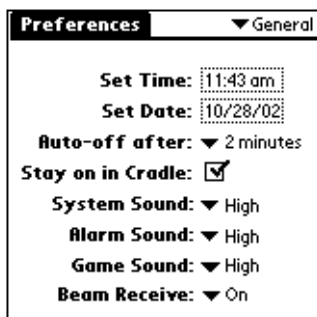 Preferences General
Set Time: 11:43 am
Set Date: 10/28/02
Auto-off after: 2 minutes
Stay on in Cradle:
System Sound: High
Alarm Sound: High
Game Sound: High
Beam Receive: On